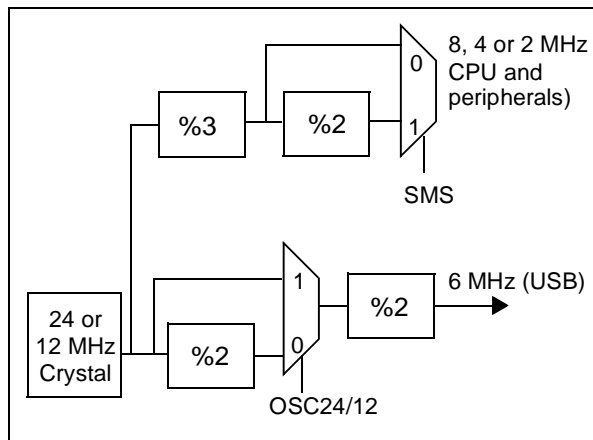 8, 4 or 2 MHz
CPU and
peripherals)
0
%3
%2
1
SMS
1
6 MHz (USB)
24 or
12 MHz
Crystal
%2
0
%2
OSC24/12